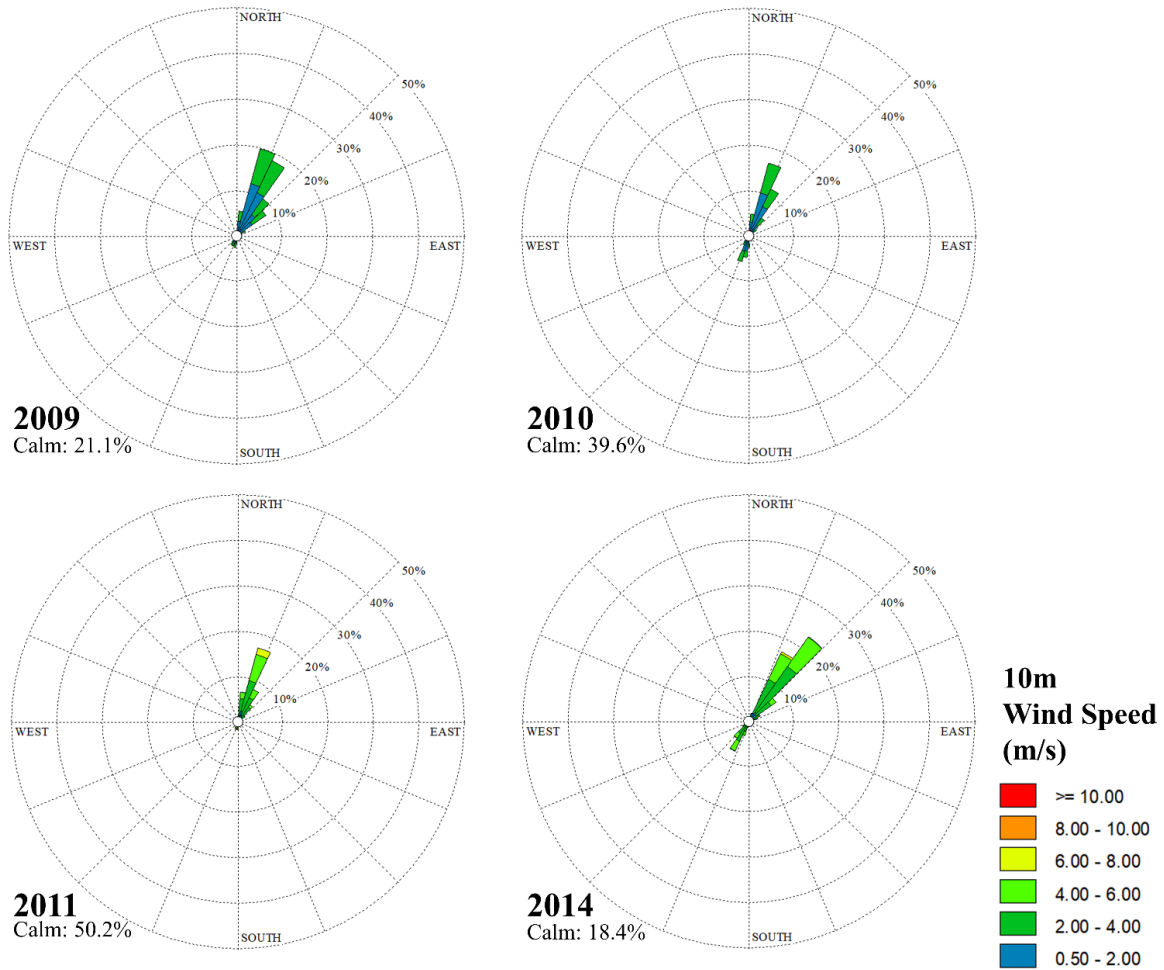 NORTH
50%
40%
30%
20%
10%
WEST
EAST
SOUTH
2009
Calm: 21.1%
NORTH
50%
40%
30%
20%
10%
WEST
EAST
SOUTH
2010
Calm: 39.6%
NORTH
50%
40%
30%
20%
10%
WEST
EAST
SOUTH
2011
Calm: 50.2%
NORTH
50%
40%
30%
20%
10%
WEST
EAST
SOUTH
2014
Calm: 18.4%
10m
Wind Speed
(m/s)
>= 10.00
8.00 - 10.00
6.00 - 8.00
4.00 - 6.00
2.00 - 4.00
0.50 - 2.00